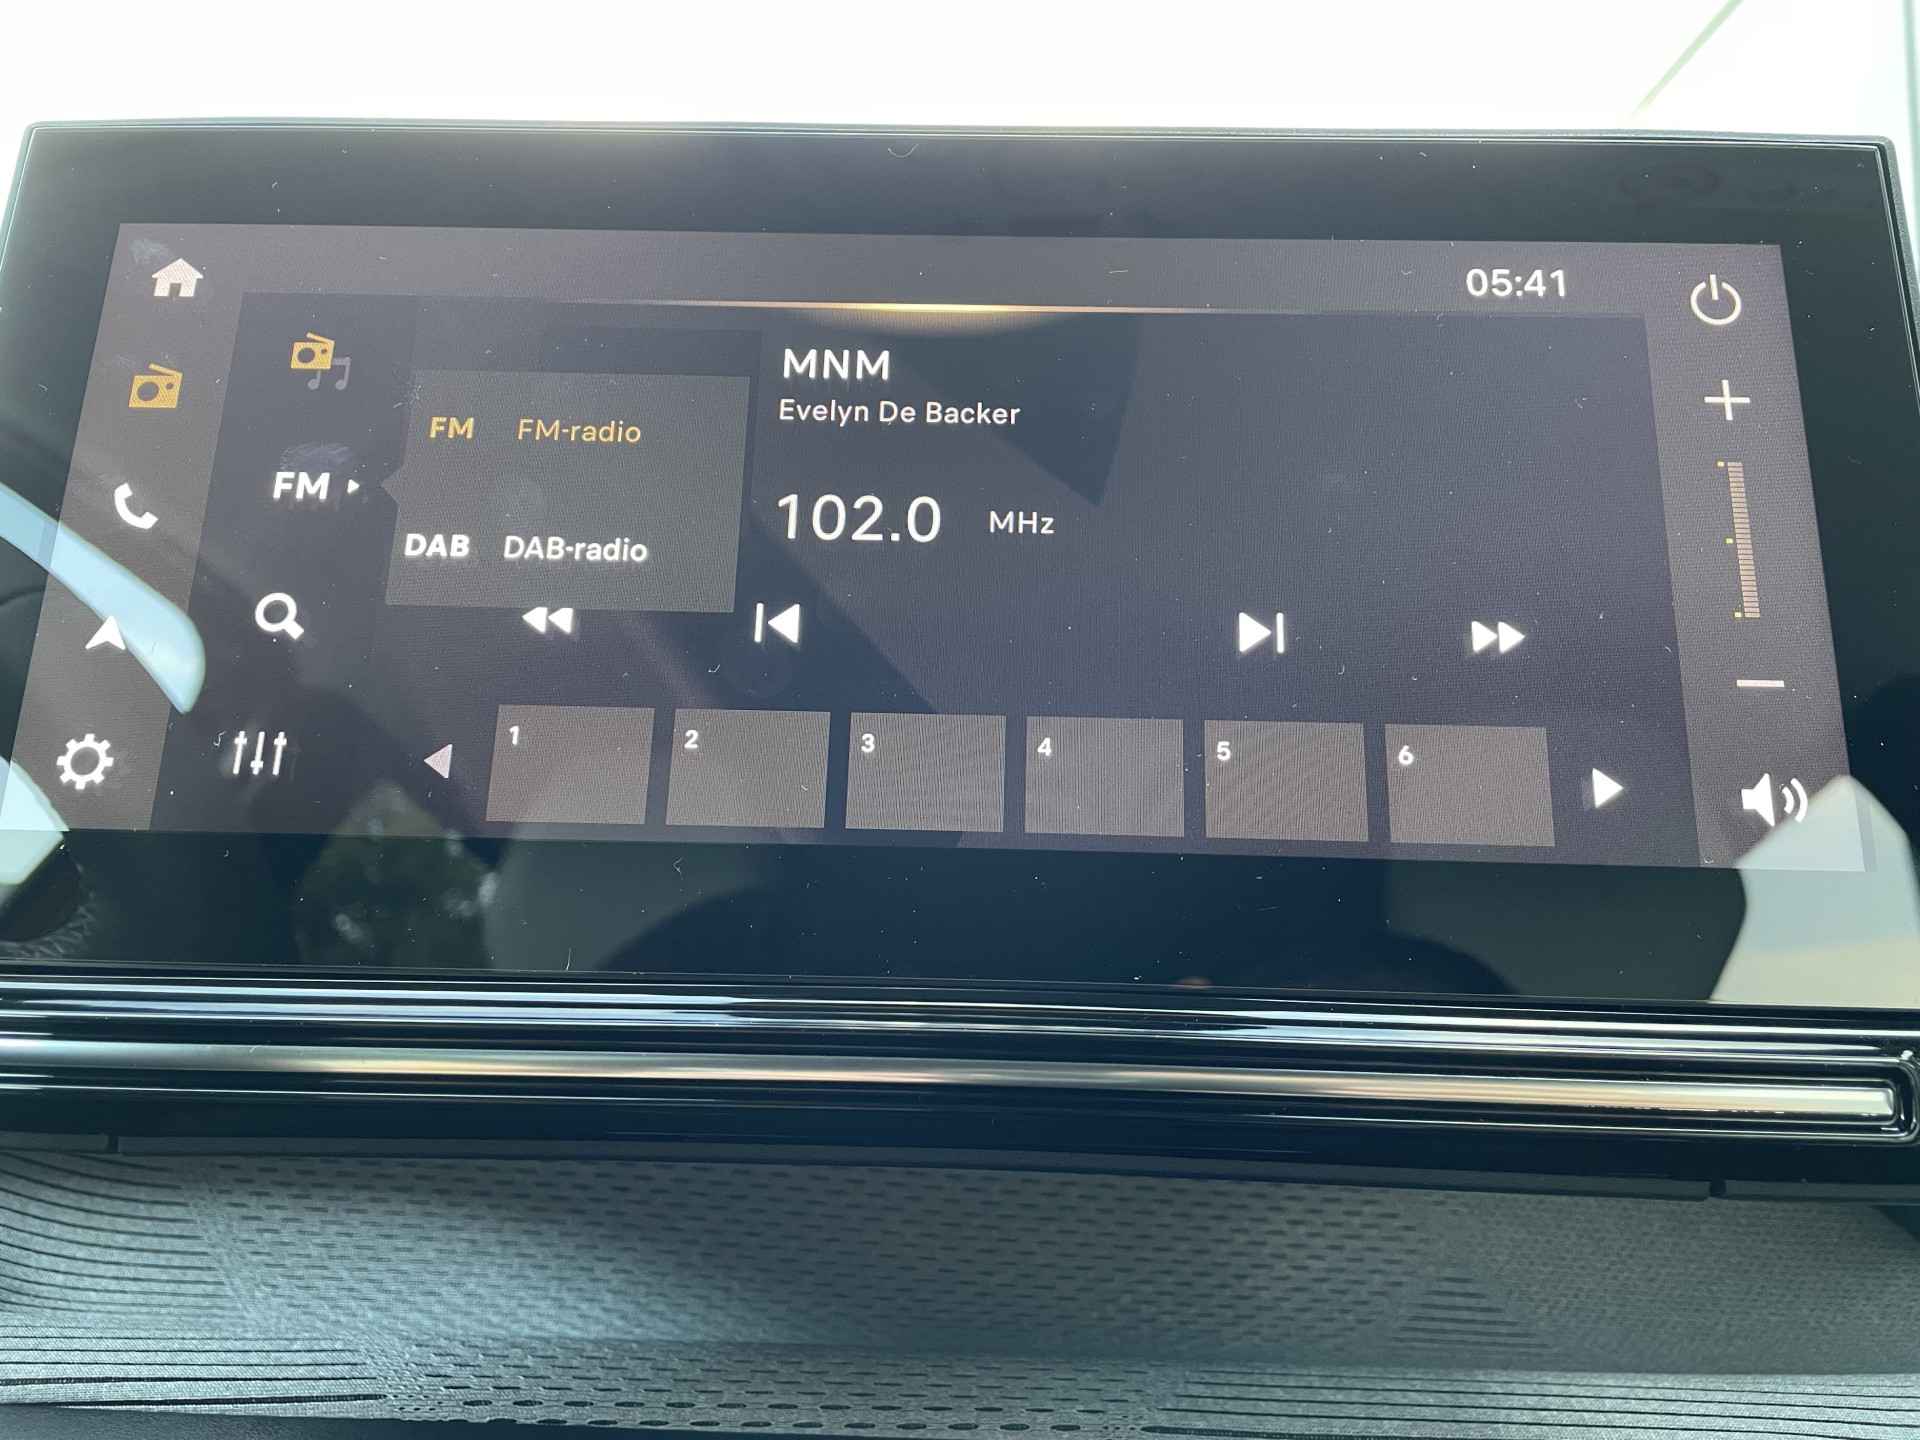 05:41
MNM
Evelyn De Backer
FM FM-radio
FM
102.0 MHz
DAB DAB-radio
1 2 3 4 5 6